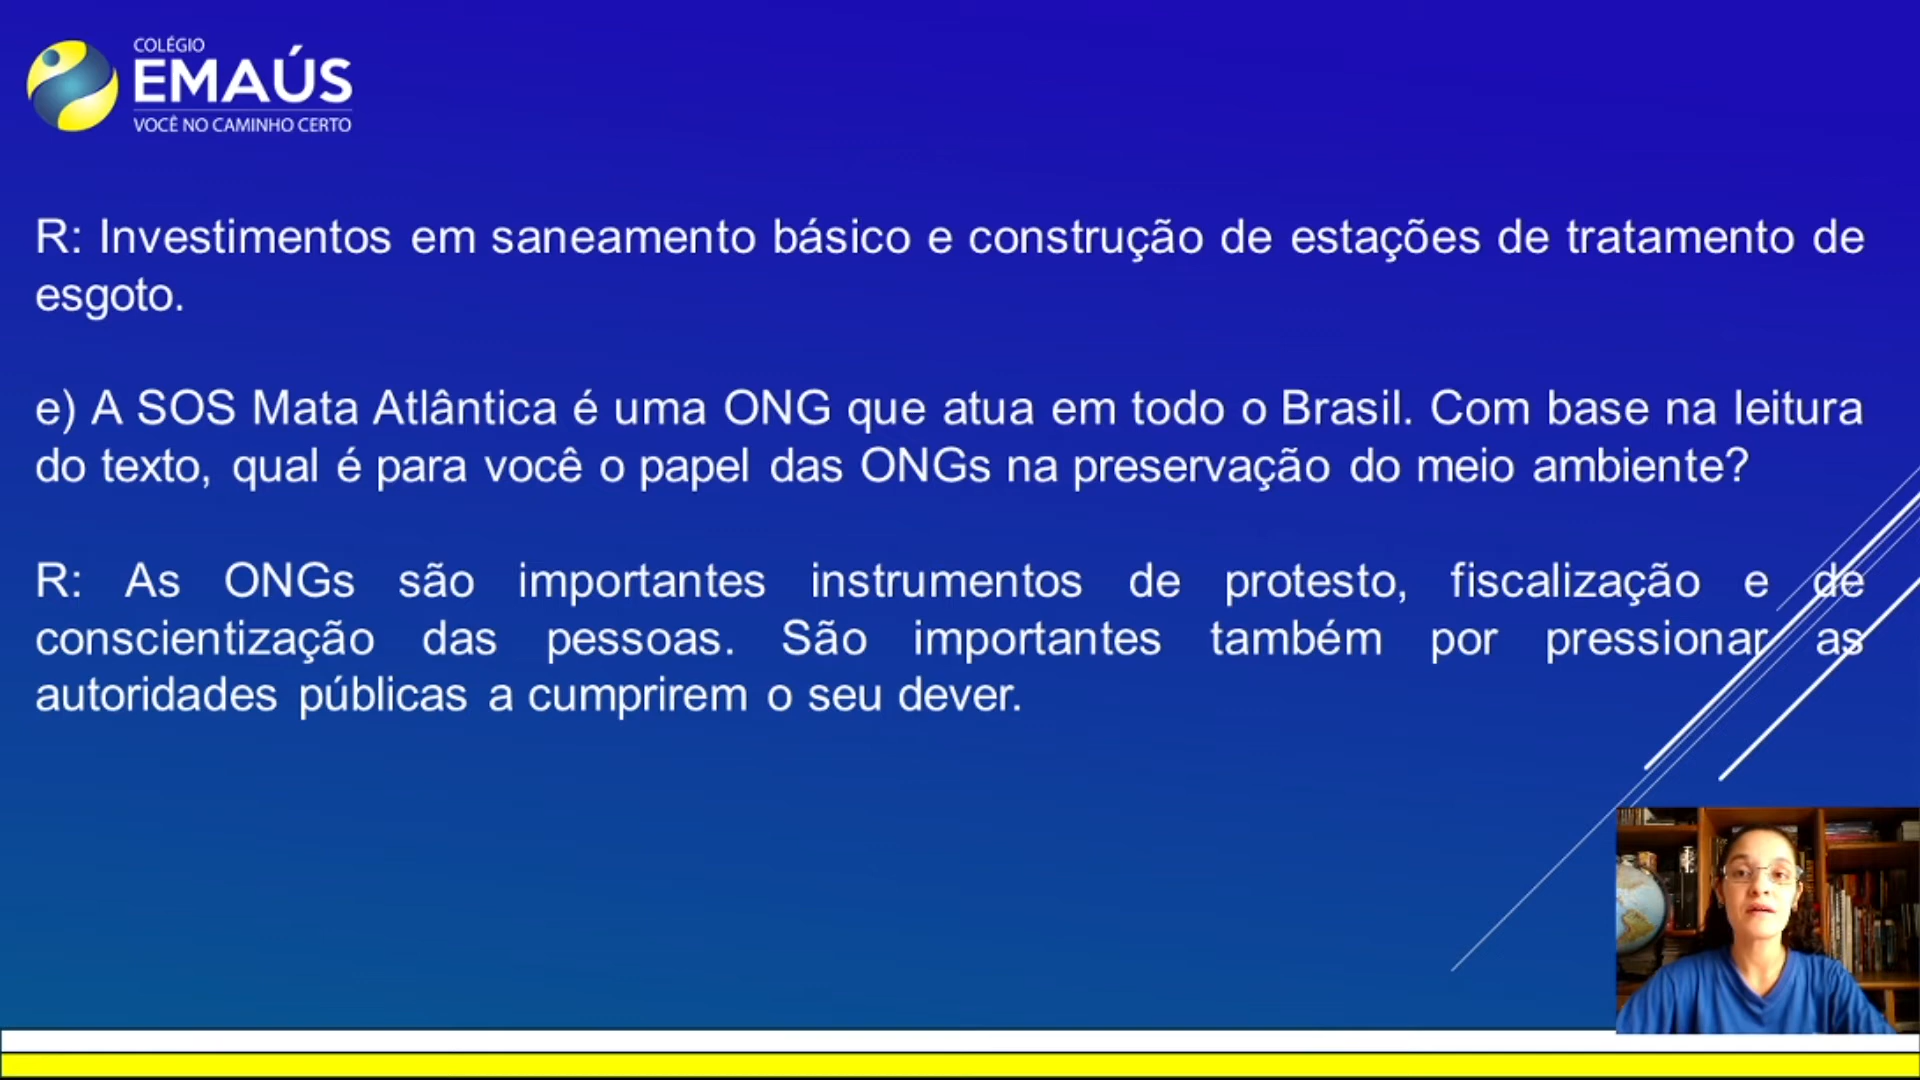 COLÉGIO
EMAÚS
VOCÊ NO CAMINHO CERTO
R: Investimentos em saneamento básico e construção de estações de tratamento de
esgoto.
e) A SOS Mata Atlântica é uma ONG que atua em todo o Brasil. Com base na leitura
do texto, qual é para você o papel das ONGs na preservação do meio ambiente?
R: As ONGs são importantes instrumentos de protesto, fiscalização e de
conscientização das pessoas. São importantes também por pressionar as
autoridades públicas a cumprirem o seu dever.